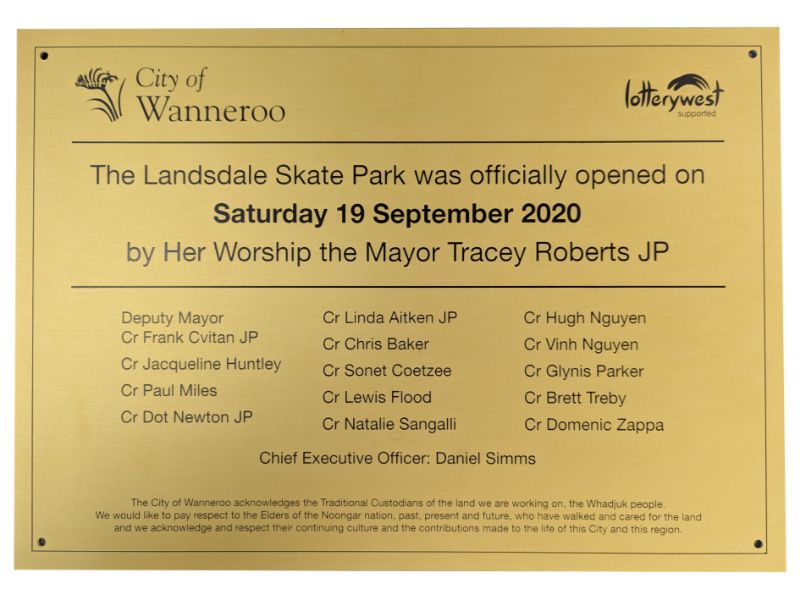 City of
Wanneroo
lotterywest
supported
The Landsdale Skate Park was officially opened on
Saturday 19 September 2020
by Her Worship the Mayor Tracey Roberts JP
Deputy Mayor
Cr Frank Cvitan JP
Cr Jacqueline Huntley
Cr Paul Miles
Cr Dot Newton JP
Cr Linda Aitken JP
Cr Chris Baker
Cr Sonet Coetzee
Cr Lewis Flood
Cr Natalie Sangalli
Cr Hugh Nguyen
Cr Vinh Nguyen
Cr Glynis Parker
Cr Brett Treby
Cr Domenic Zappa
Chief Executive Officer: Daniel Simms
The City of Wanneroo acknowledges the Traditional Custodians of the land we are working on, the Whadjuk people.
We would like to pay respect to the Elders of the Noongar nation, past, present and future, who have walked and cared for the land
and we acknowledge and respect their continuing culture and the contributions made to the life of this City and this region.